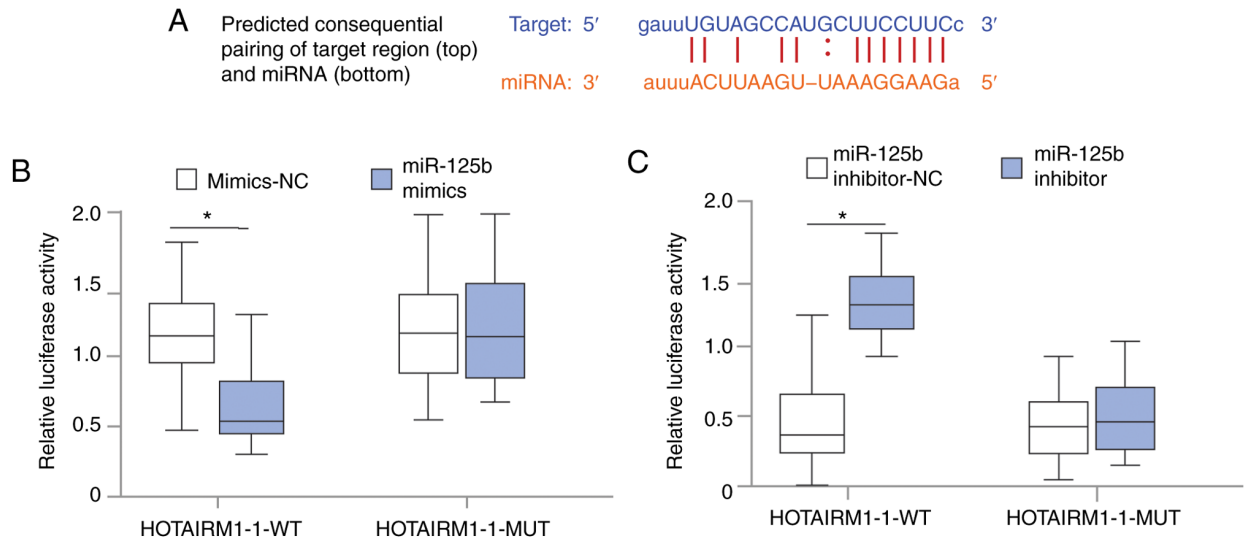 A
Predicted consequential
pairing of target region (top)
and miRNA (bottom)
Target: 5′ gauuUGUAGCCAUGCUUCCUUCc 3′
miRNA: 3′ auuuACUUAAGU–UAAAGGAAGa 5′
B
Mimics-NC
miR-125b
mimics
Relative luciferase activity
2.0
1.5
1.0
0.5
0
*
HOTAIRM1-1-WT
HOTAIRM1-1-MUT
C
miR-125b
inhibitor-NC
miR-125b
inhibitor
Relative luciferase activity
2.0
1.5
1.0
0.5
0
*
HOTAIRM1-1-WT
HOTAIRM1-1-MUT